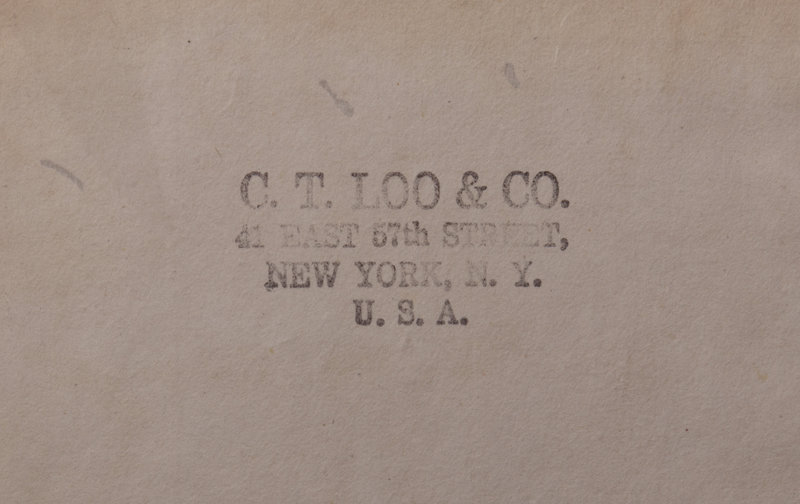 C. T. LOO & CO.
41 EAST 57th STREET,
NEW YORK, N. Y.
U. S. A.